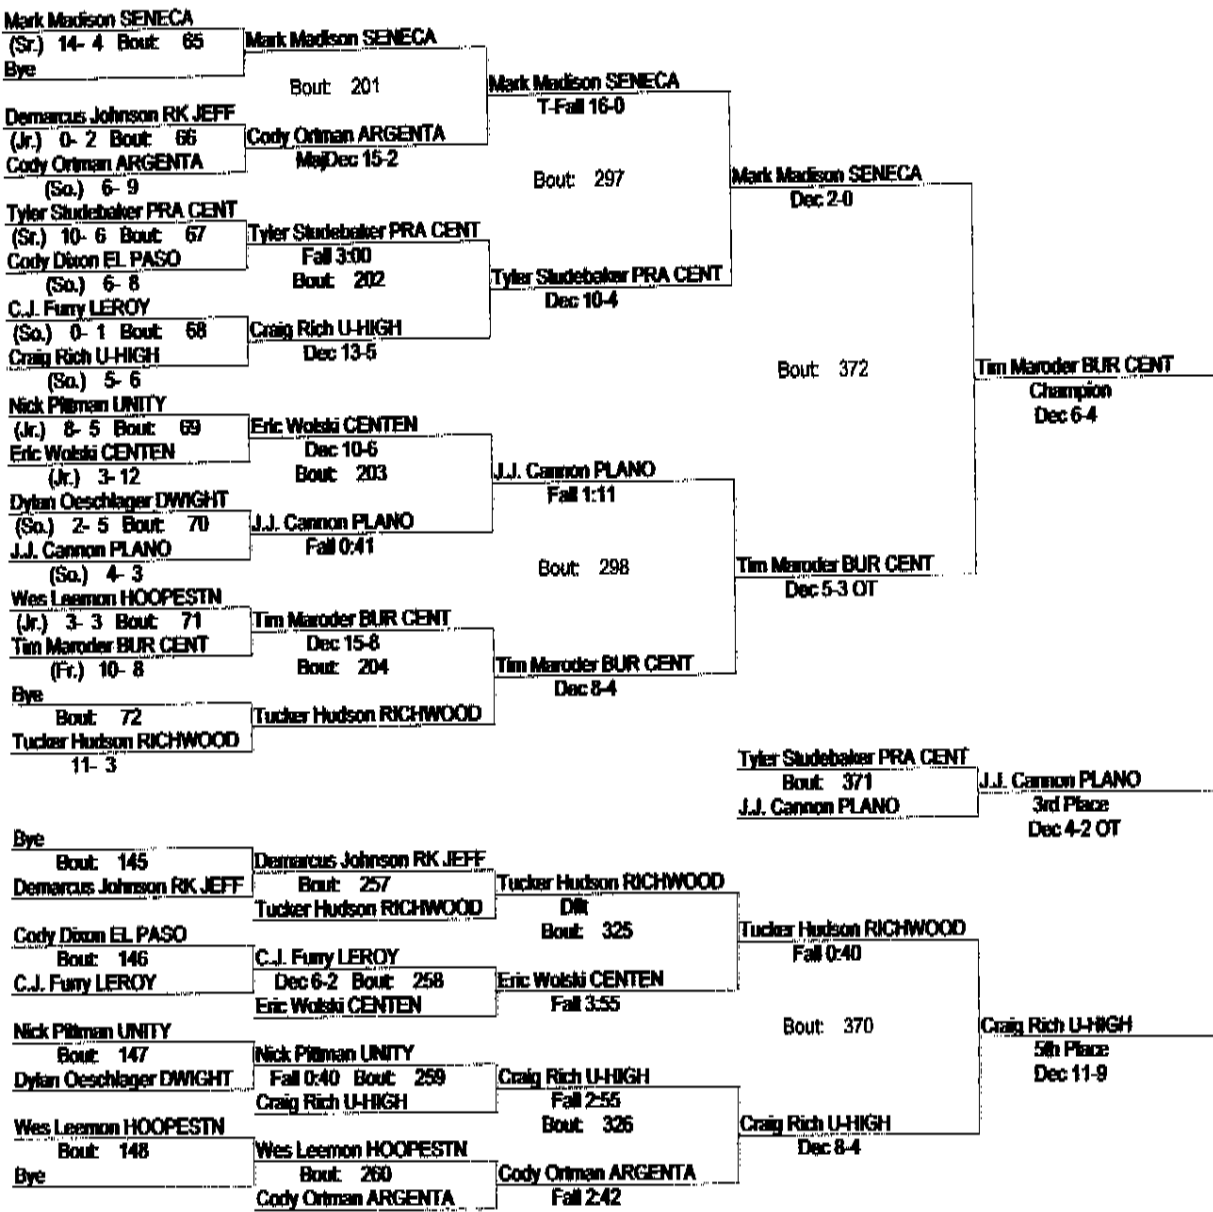 Mark Madison SENECA
(Sr.) 14- 4 Bout: 65
Bye
Mark Madison SENECA
Bout: 201
Demarcus Johnson RK JEFF
(Jr.) 0- 2 Bout: 66
Cody Ortman ARGENTA
(So.) 6- 9
Cody Ortman ARGENTA
MajDec 15-2
Mark Madison SENECA
T-Fall 16-0
Bout: 297
Tyler Studebaker PRA CENT
(Sr.) 10- 6 Bout: 67
Cody Dixon EL PASO
(So.) 6- 8
Tyler Studebaker PRA CENT
Fall 3:00
Bout: 202
C.J. Furry LEROY
(So.) 0- 1 Bout: 68
Craig Rich U-HIGH
(So.) 5- 6
Craig Rich U-HIGH
Dec 13-5
Tyler Studebaker PRA CENT
Dec 10-4
Mark Madison SENECA
Dec 2-0
Bout: 372
Nick Pittman UNITY
(Jr.) 8- 5 Bout: 69
Eric Wolski CENTEN
(Jr.) 3- 12
Eric Wolski CENTEN
Dec 10-6
Bout: 203
Dylan Oeschlager DWIGHT
(So.) 2- 5 Bout: 70
J.J. Cannon PLANO
(So.) 4- 3
J.J. Cannon PLANO
Fall 0:41
J.J. Cannon PLANO
Fall 1:11
Bout: 298
Wes Leemon HOOPESTN
(Jr.) 3- 3 Bout: 71
Tim Maroder BUR CENT
(Fr.) 10- 8
Tim Maroder BUR CENT
Dec 15-8
Bout: 204
Bye
Bout: 72
Tucker Hudson RICHWOOD
11- 3
Tucker Hudson RICHWOOD
Tim Maroder BUR CENT
Dec 8-4
Tim Maroder BUR CENT
Dec 5-3 OT
Tim Maroder BUR CENT
Champion
Dec 6-4
Tyler Studebaker PRA CENT
Bout: 371
J.J. Cannon PLANO
J.J. Cannon PLANO
3rd Place
Dec 4-2 OT
Bye
Bout: 145
Demarcus Johnson RK JEFF
Demarcus Johnson RK JEFF
Bout: 257
Tucker Hudson RICHWOOD
Tucker Hudson RICHWOOD
Dflt
Bout: 325
Cody Dixon EL PASO
Bout: 146
C.J. Furry LEROY
C.J. Furry LEROY
Dec 6-2 Bout: 258
Eric Wolski CENTEN
Eric Wolski CENTEN
Fall 3:55
Tucker Hudson RICHWOOD
Fall 0:40
Bout: 370
Nick Pittman UNITY
Bout: 147
Dylan Oeschlager DWIGHT
Nick Pittman UNITY
Fall 0:40 Bout: 259
Craig Rich U-HIGH
Craig Rich U-HIGH
Fall 2:55
Bout: 326
Wes Leemon HOOPESTN
Bout: 148
Bye
Wes Leemon HOOPESTN
Bout: 260
Cody Ortman ARGENTA
Cody Ortman ARGENTA
Fall 2:42
Craig Rich U-HIGH
Dec 8-4
Craig Rich U-HIGH
5th Place
Dec 11-9